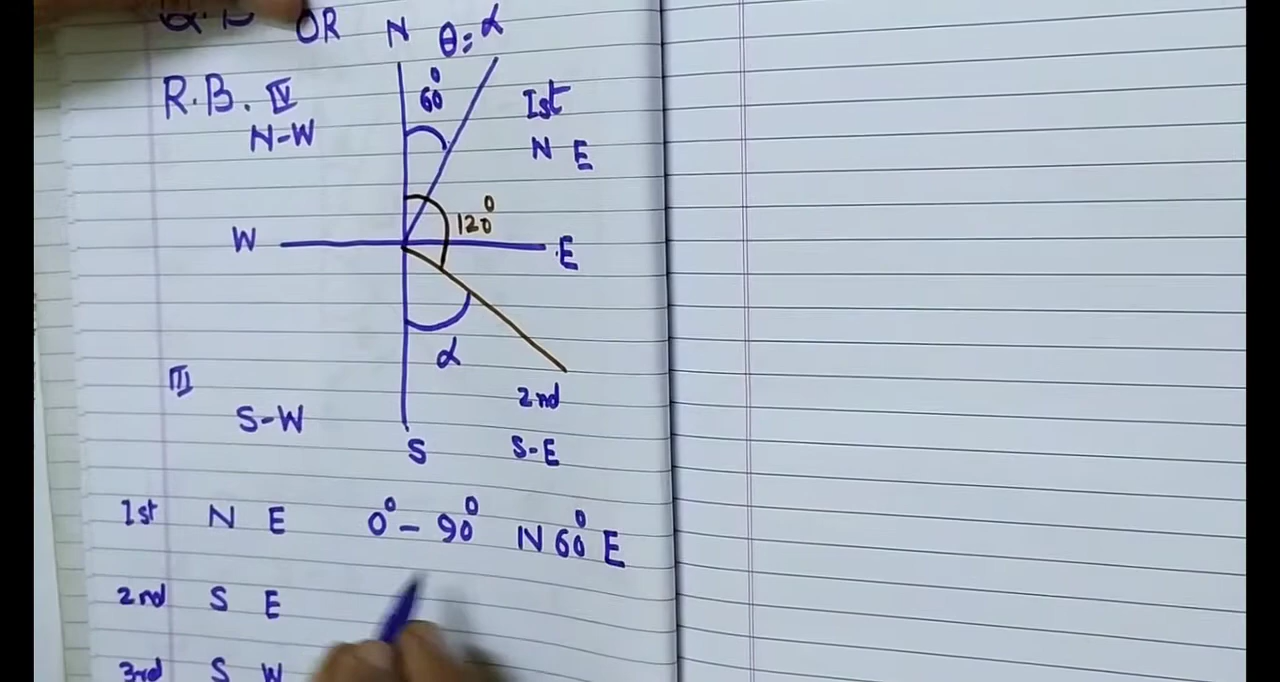 OR N θ = α
R.B. IV 60° Ist
N-W N E
120°
W E
α
III 2nd
S-W S S-E
1st N E 0° - 90° N 60° E
2nd S E
3rd S W